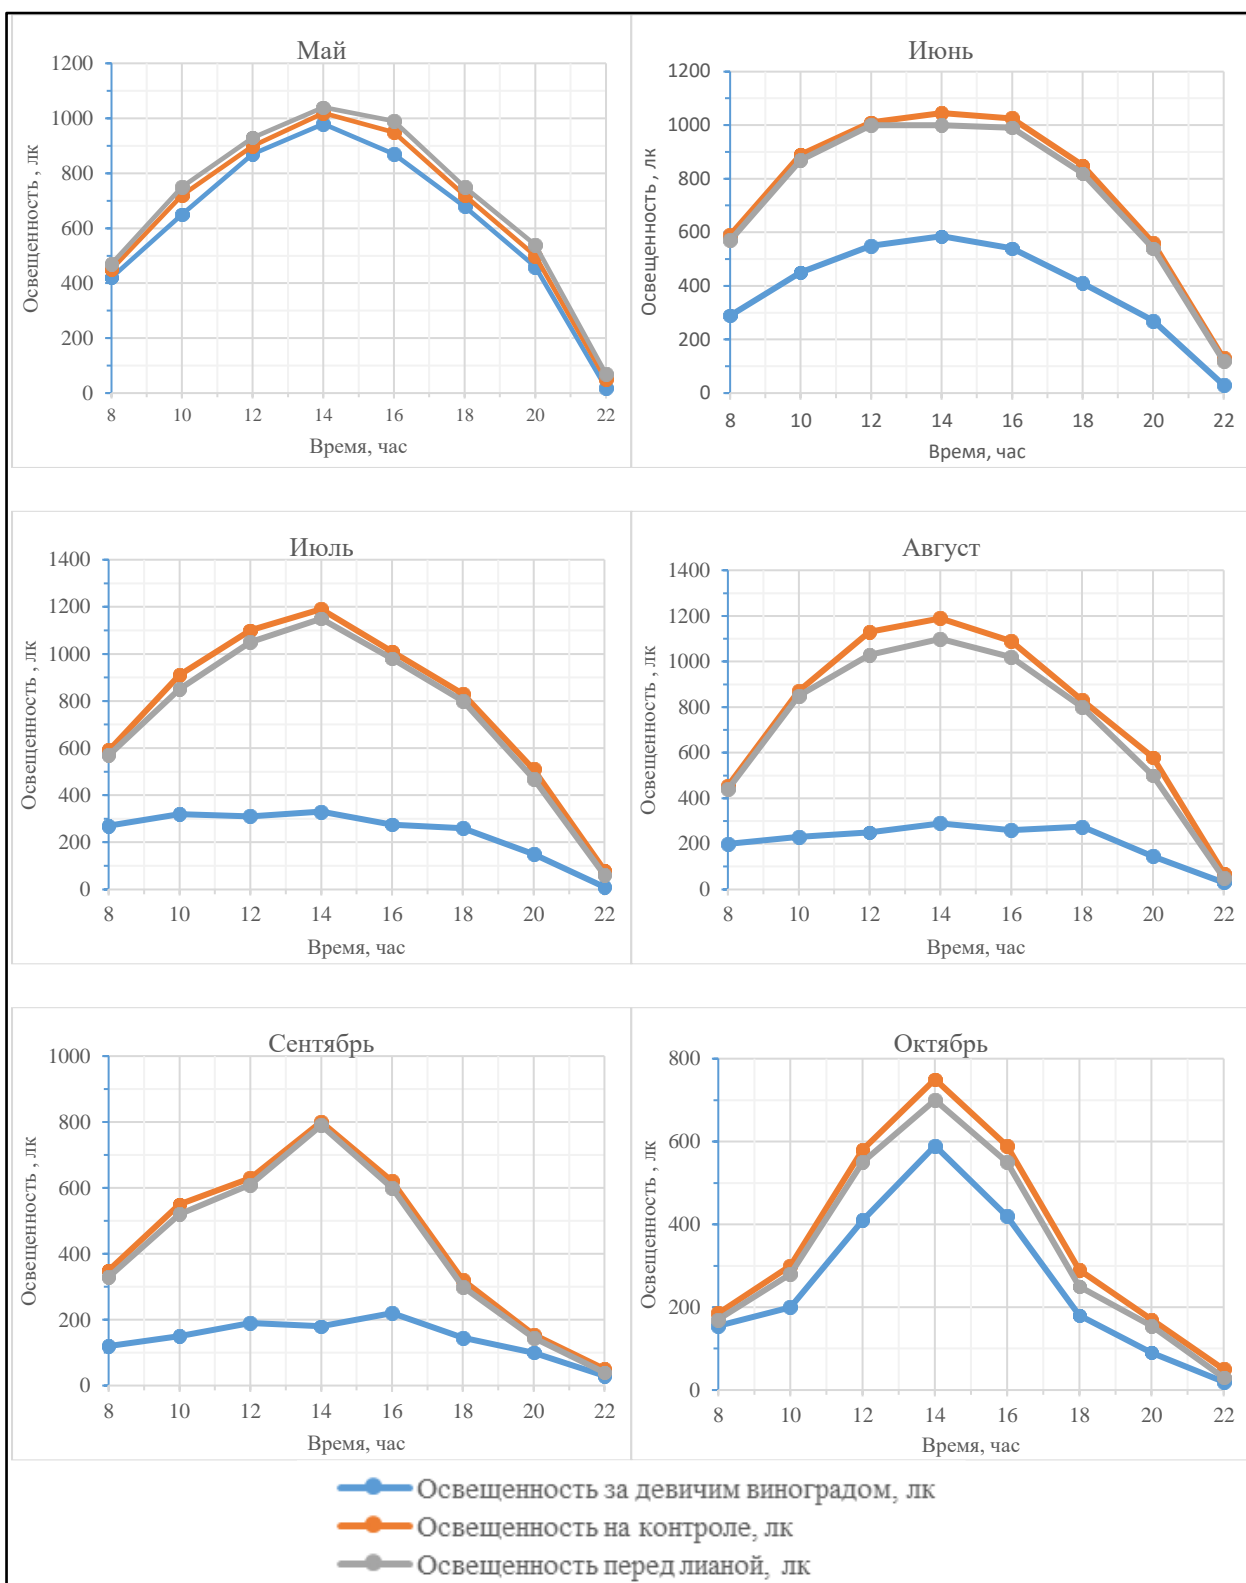 Май
Освещенность , лк
1200
1000
800
600
400
200
0
8 10 12 14 16 18 20 22
Время, час
Июнь
Освещенность , лк
1200
1000
800
600
400
200
0
8 10 12 14 16 18 20 22
Время, час
Июль
Освещенность , лк
1400
1200
1000
800
600
400
200
0
8 10 12 14 16 18 20 22
Время, час
Август
Освещенность , лк
1400
1200
1000
800
600
400
200
0
8 10 12 14 16 18 20 22
Время, час
Сентябрь
Освещенность , лк
1000
800
600
400
200
0
8 10 12 14 16 18 20 22
Время, час
Октябрь
Освещенность , лк
800
600
400
200
0
8 10 12 14 16 18 20 22
Время, час
Освещенность за девичим виноградом, лк
Освещенность на контроле, лк
Освещенность перед лианой, лк